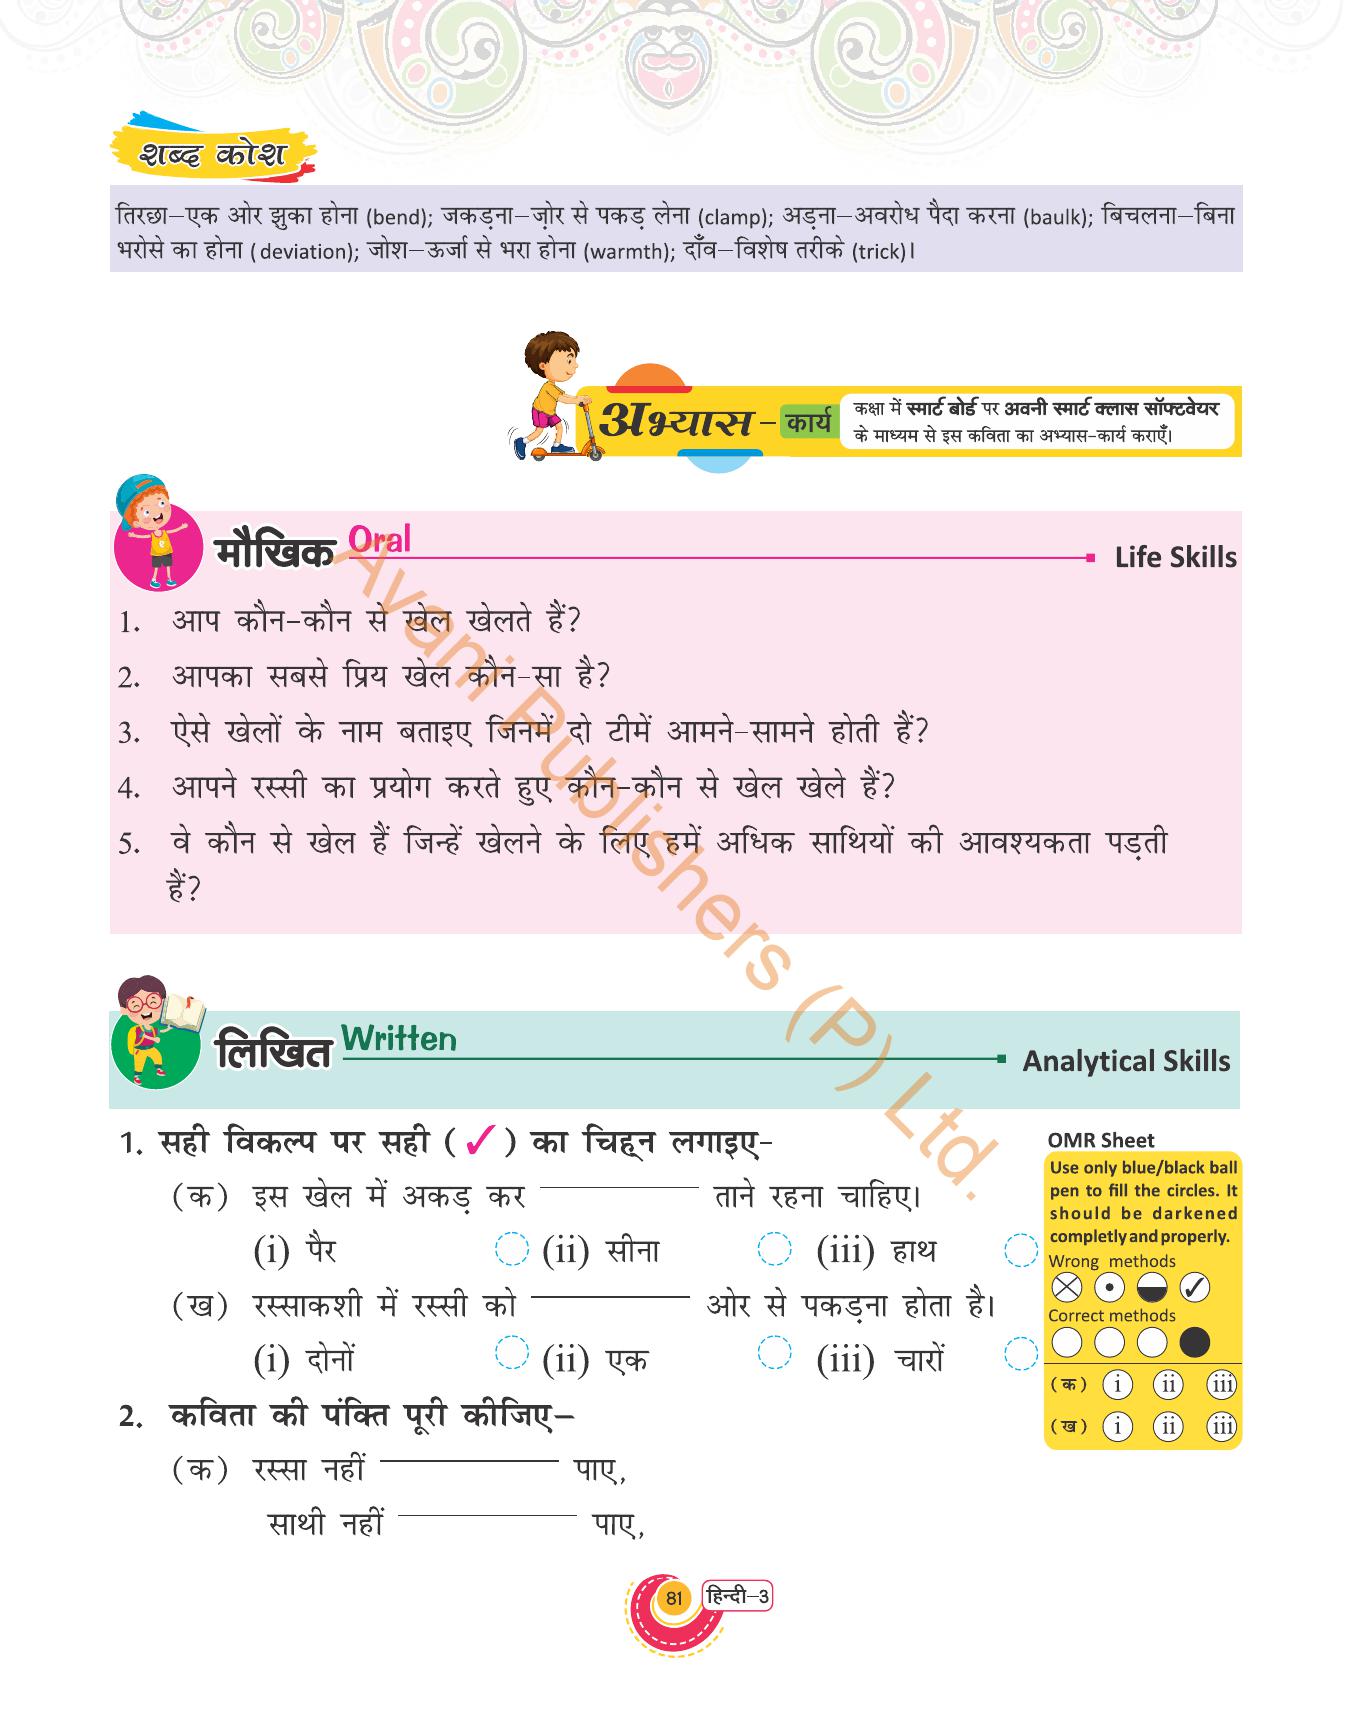 शब्द कोश
तिरछा–एक ओर झुका होना (bend); जकड़ना–ज़ोर से पकड़ लेना (clamp); अड़ना–अवरोध पैदा करना (baulk); बिचलना–बिना
भरोसे का होना (deviation); जोश–ऊर्जा से भरा होना (warmth); दाँव–विशेष तरीके (trick)।
अभ्यास - कार्य
कक्षा में स्मार्ट बोर्ड पर अवनी स्मार्ट क्लास सॉफ्टवेयर
के माध्यम से इस कविता का अभ्यास-कार्य कराएँ।
मौखिक Oral Life Skills
1. आप कौन-कौन से खेल खेलते हैं?
2. आपका सबसे प्रिय खेल कौन-सा है?
3. ऐसे खेलों के नाम बताइए जिनमें दो टीमें आमने-सामने होती हैं?
4. आपने रस्सी का प्रयोग करते हुए कौन-कौन से खेल खेले हैं?
5. वे कौन से खेल हैं जिन्हें खेलने के लिए हमें अधिक साथियों की आवश्यकता पड़ती
हैं?
लिखित Written Analytical Skills
1. सही विकल्प पर सही (✓) का चिह्न लगाइए-
(क) इस खेल में अकड़ कर ________ ताने रहना चाहिए।
(i) पैर (ii) सीना (iii) हाथ
(ख) रस्साकशी में रस्सी को ________ ओर से पकड़ना होता है।
(i) दोनों (ii) एक (iii) चारों
2. कविता की पंक्ति पूरी कीजिए–
(क) रस्सा नहीं ________ पाए,
साथी नहीं ________ पाए,
OMR Sheet
Use only blue/black ball
pen to fill the circles. It
should be darkened
completly and properly.
Wrong methods
Correct methods
(क) i ii iii
(ख) i ii iii
81 हिन्दी–3
Avani Publishers (P) Ltd.